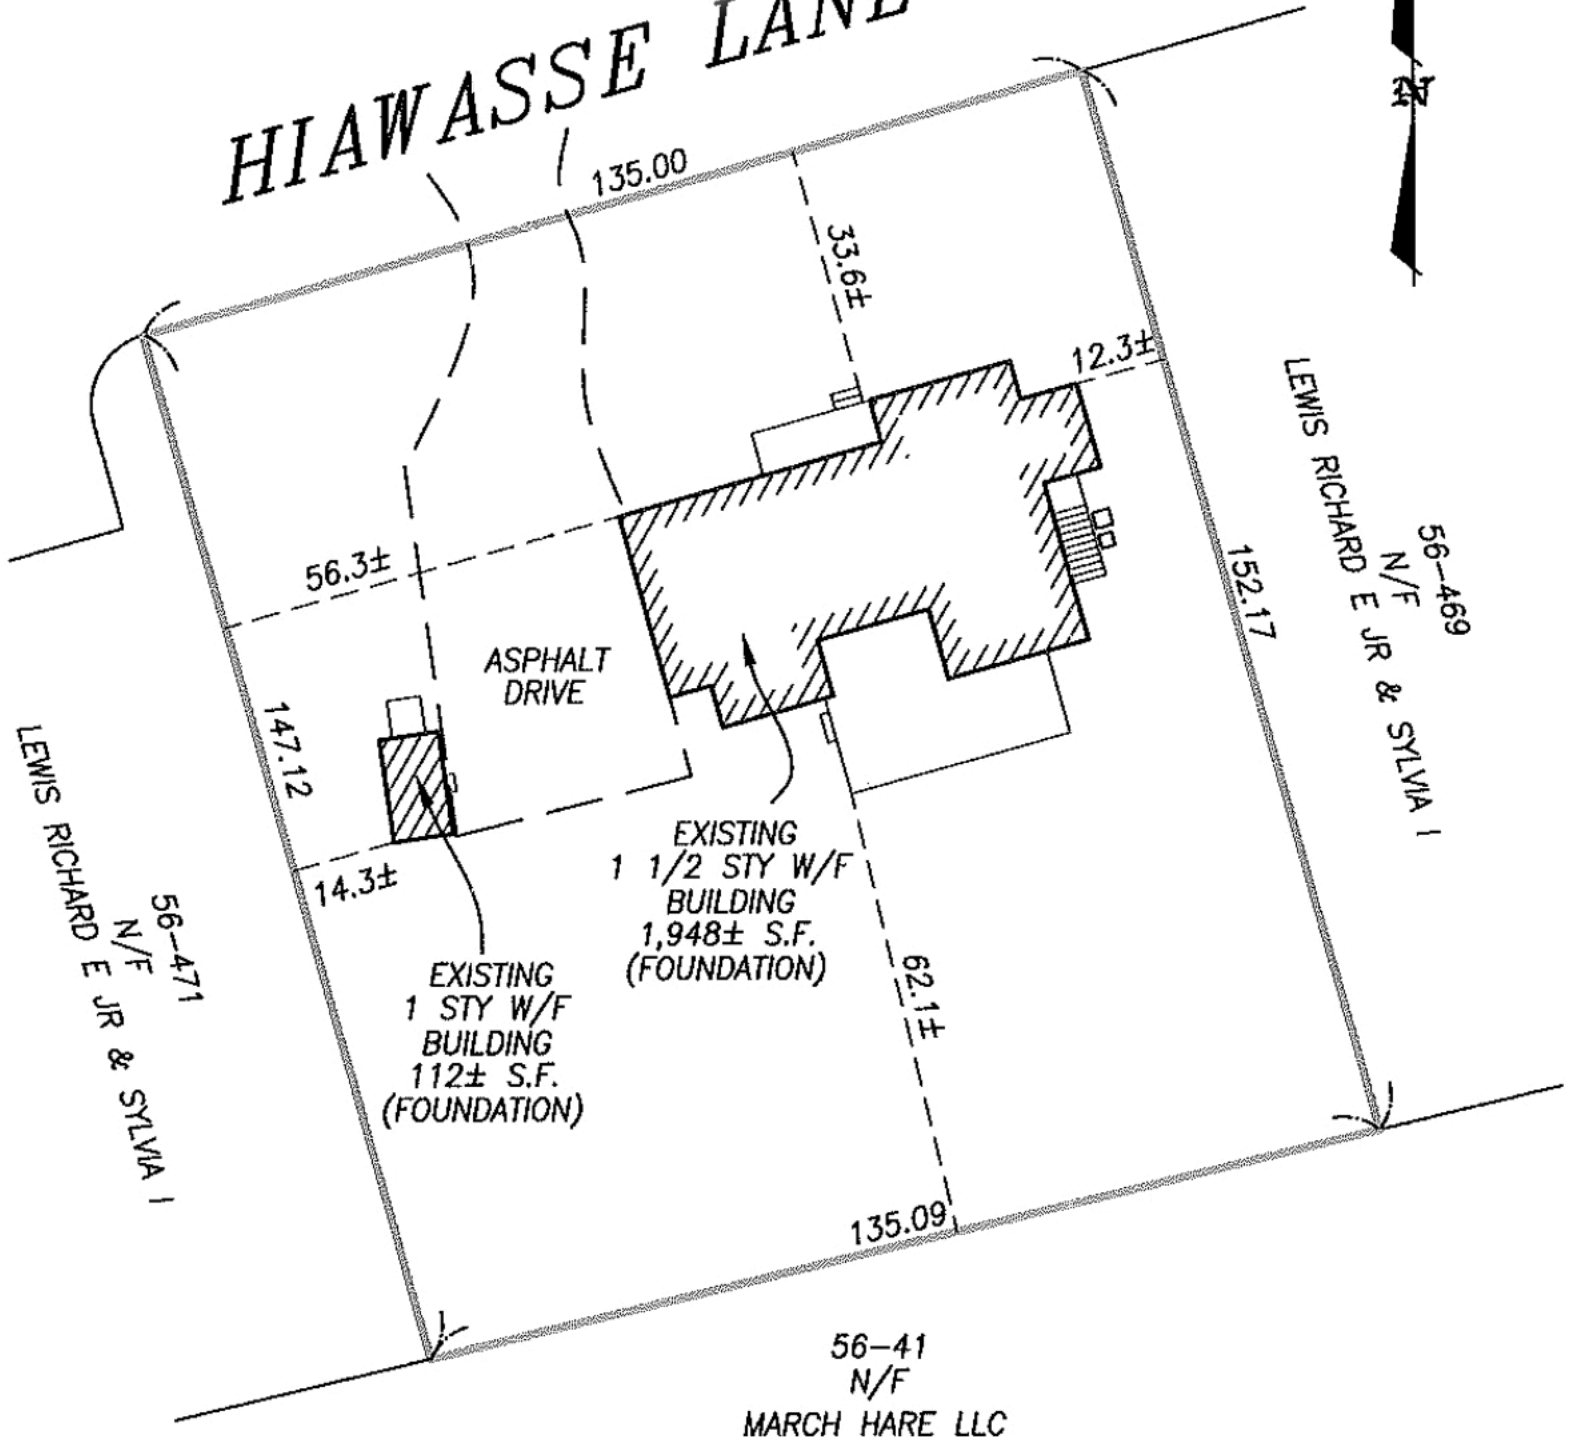 HIAWASSE LANE
N
135.00
33.6±
12.3±
56.3±
ASPHALT
DRIVE
147.12
152.17
14.3±
62.1±
135.09
EXISTING
1 1/2 STY W/F
BUILDING
1,948± S.F.
(FOUNDATION)
EXISTING
1 STY W/F
BUILDING
112± S.F.
(FOUNDATION)
56-469
N/F
LEWIS RICHARD E JR & SYLVIA I
56-471
N/F
LEWIS RICHARD E JR & SYLVIA I
56-41
N/F
MARCH HARE LLC